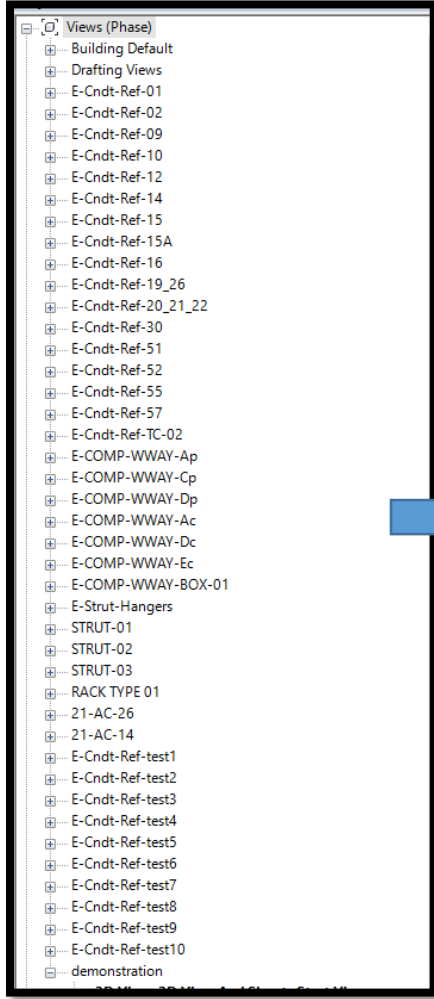 Views (Phase)
Building Default
Drafting Views
E-Cndt-Ref-01
E-Cndt-Ref-02
E-Cndt-Ref-09
E-Cndt-Ref-10
E-Cndt-Ref-12
E-Cndt-Ref-14
E-Cndt-Ref-15
E-Cndt-Ref-15A
E-Cndt-Ref-16
E-Cndt-Ref-19_26
E-Cndt-Ref-20_21_22
E-Cndt-Ref-30
E-Cndt-Ref-51
E-Cndt-Ref-52
E-Cndt-Ref-55
E-Cndt-Ref-57
E-Cndt-Ref-TC-02
E-COMP-WWAY-Ap
E-COMP-WWAY-Cp
E-COMP-WWAY-Dp
E-COMP-WWAY-Ac
E-COMP-WWAY-Dc
E-COMP-WWAY-Ec
E-COMP-WWAY-BOX-01
E-Strut-Hangers
STRUT-01
STRUT-02
STRUT-03
RACK TYPE 01
21-AC-26
21-AC-14
E-Cndt-Ref-test1
E-Cndt-Ref-test2
E-Cndt-Ref-test3
E-Cndt-Ref-test4
E-Cndt-Ref-test5
E-Cndt-Ref-test6
E-Cndt-Ref-test7
E-Cndt-Ref-test8
E-Cndt-Ref-test9
E-Cndt-Ref-test10
demonstration